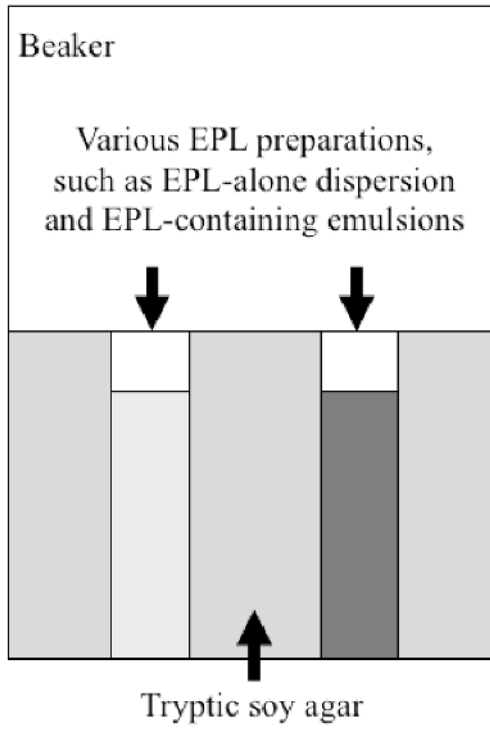 Beaker
Various EPL preparations,
such as EPL-alone dispersion
and EPL-containing emulsions
Tryptic soy agar